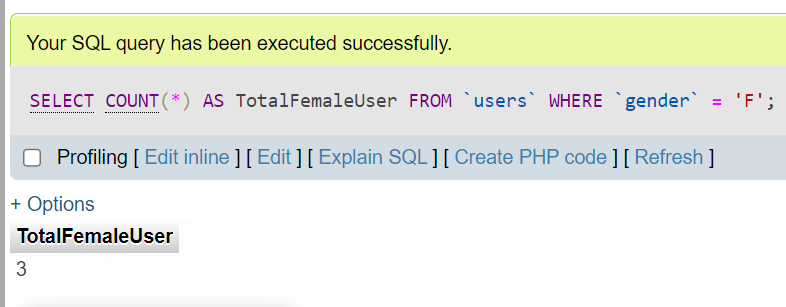 Your SQL query has been executed successfully.
SELECT COUNT(*) AS TotalFemaleUser FROM `users` WHERE `gender` = 'F';
Profiling [ Edit inline ] [ Edit ] [ Explain SQL ] [ Create PHP code ] [ Refresh ]
+ Options
TotalFemaleUser
3